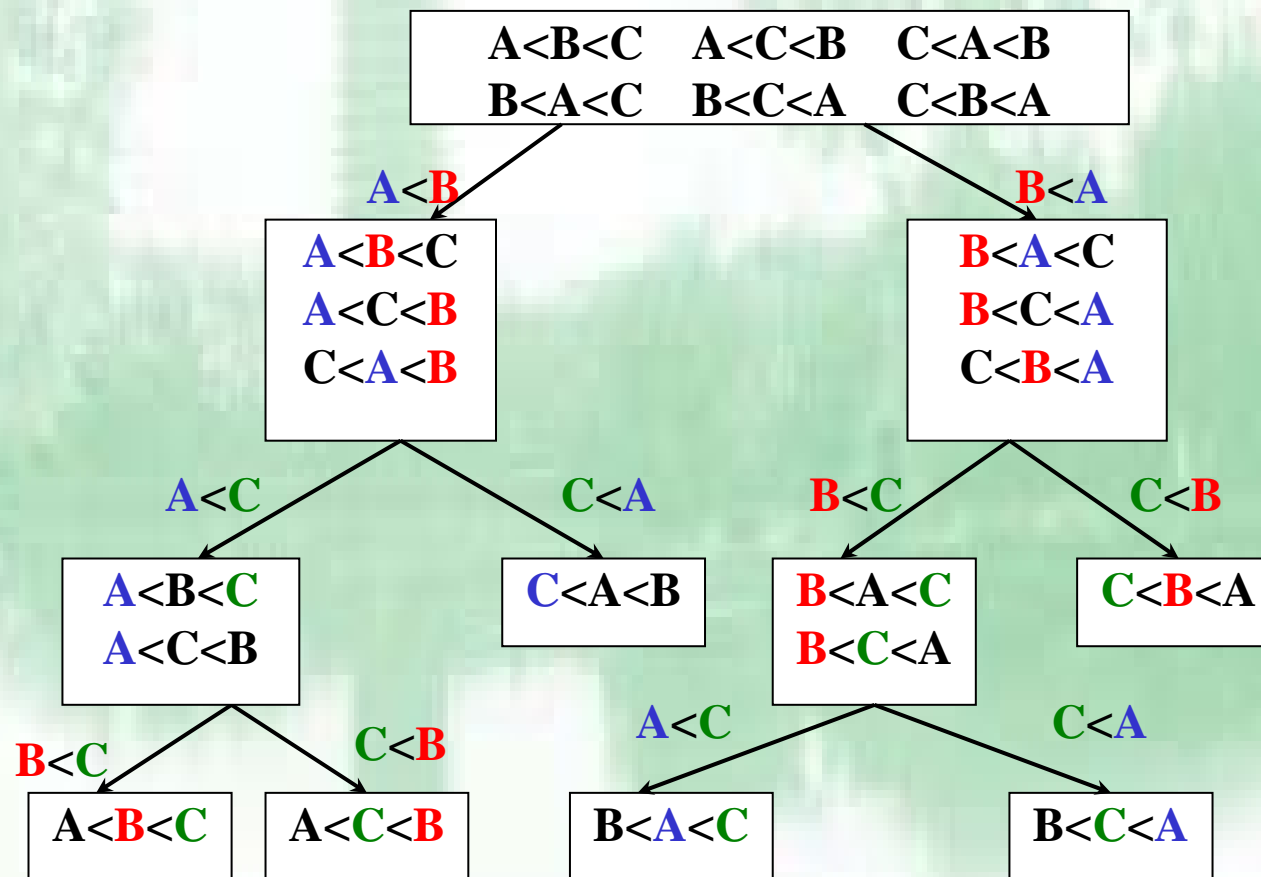 A<B<C A<C<B C<A<B
B<A<C B<C<A C<B<A
A<B B<A
A<B<C
A<C<B
C<A<B
B<A<C
B<C<A
C<B<A
A<C C<A B<C C<B
A<B<C
A<C<B
C<A<B
B<A<C
B<C<A
C<B<A
B<C C<B A<C C<A
A<B<C A<C<B B<A<C B<C<A